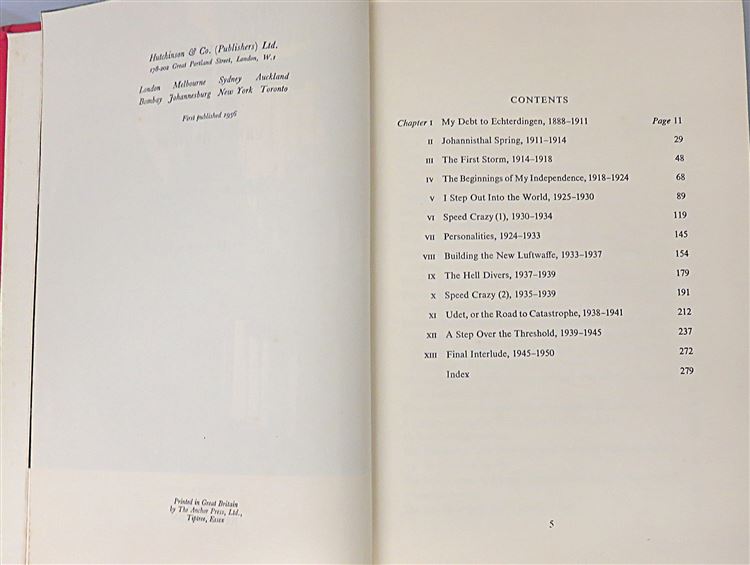 Hutchinson & Co. (Publishers) Ltd.
178-202 Great Portland Street, London, W.1
London Melbourne Sydney Auckland
Bombay Johannesburg New York Toronto
First published 1956
Printed in Great Britain
by The Anchor Press, Ltd.,
Tiptree, Essex
CONTENTS
Chapter I My Debt to Echterdingen, 1888–1911 Page 11
II Johannisthal Spring, 1911–1914 29
III The First Storm, 1914–1918 48
IV The Beginnings of My Independence, 1918–1924 68
V I Step Out Into the World, 1925–1930 89
VI Speed Crazy (1), 1930–1934 119
VII Personalities, 1924–1933 145
VIII Building the New Luftwaffe, 1933–1937 154
IX The Hell Divers, 1937–1939 179
X Speed Crazy (2), 1935–1939 191
XI Udet, or the Road to Catastrophe, 1938–1941 212
XII A Step Over the Threshold, 1939–1945 237
XIII Final Interlude, 1945–1950 272
Index 279
5